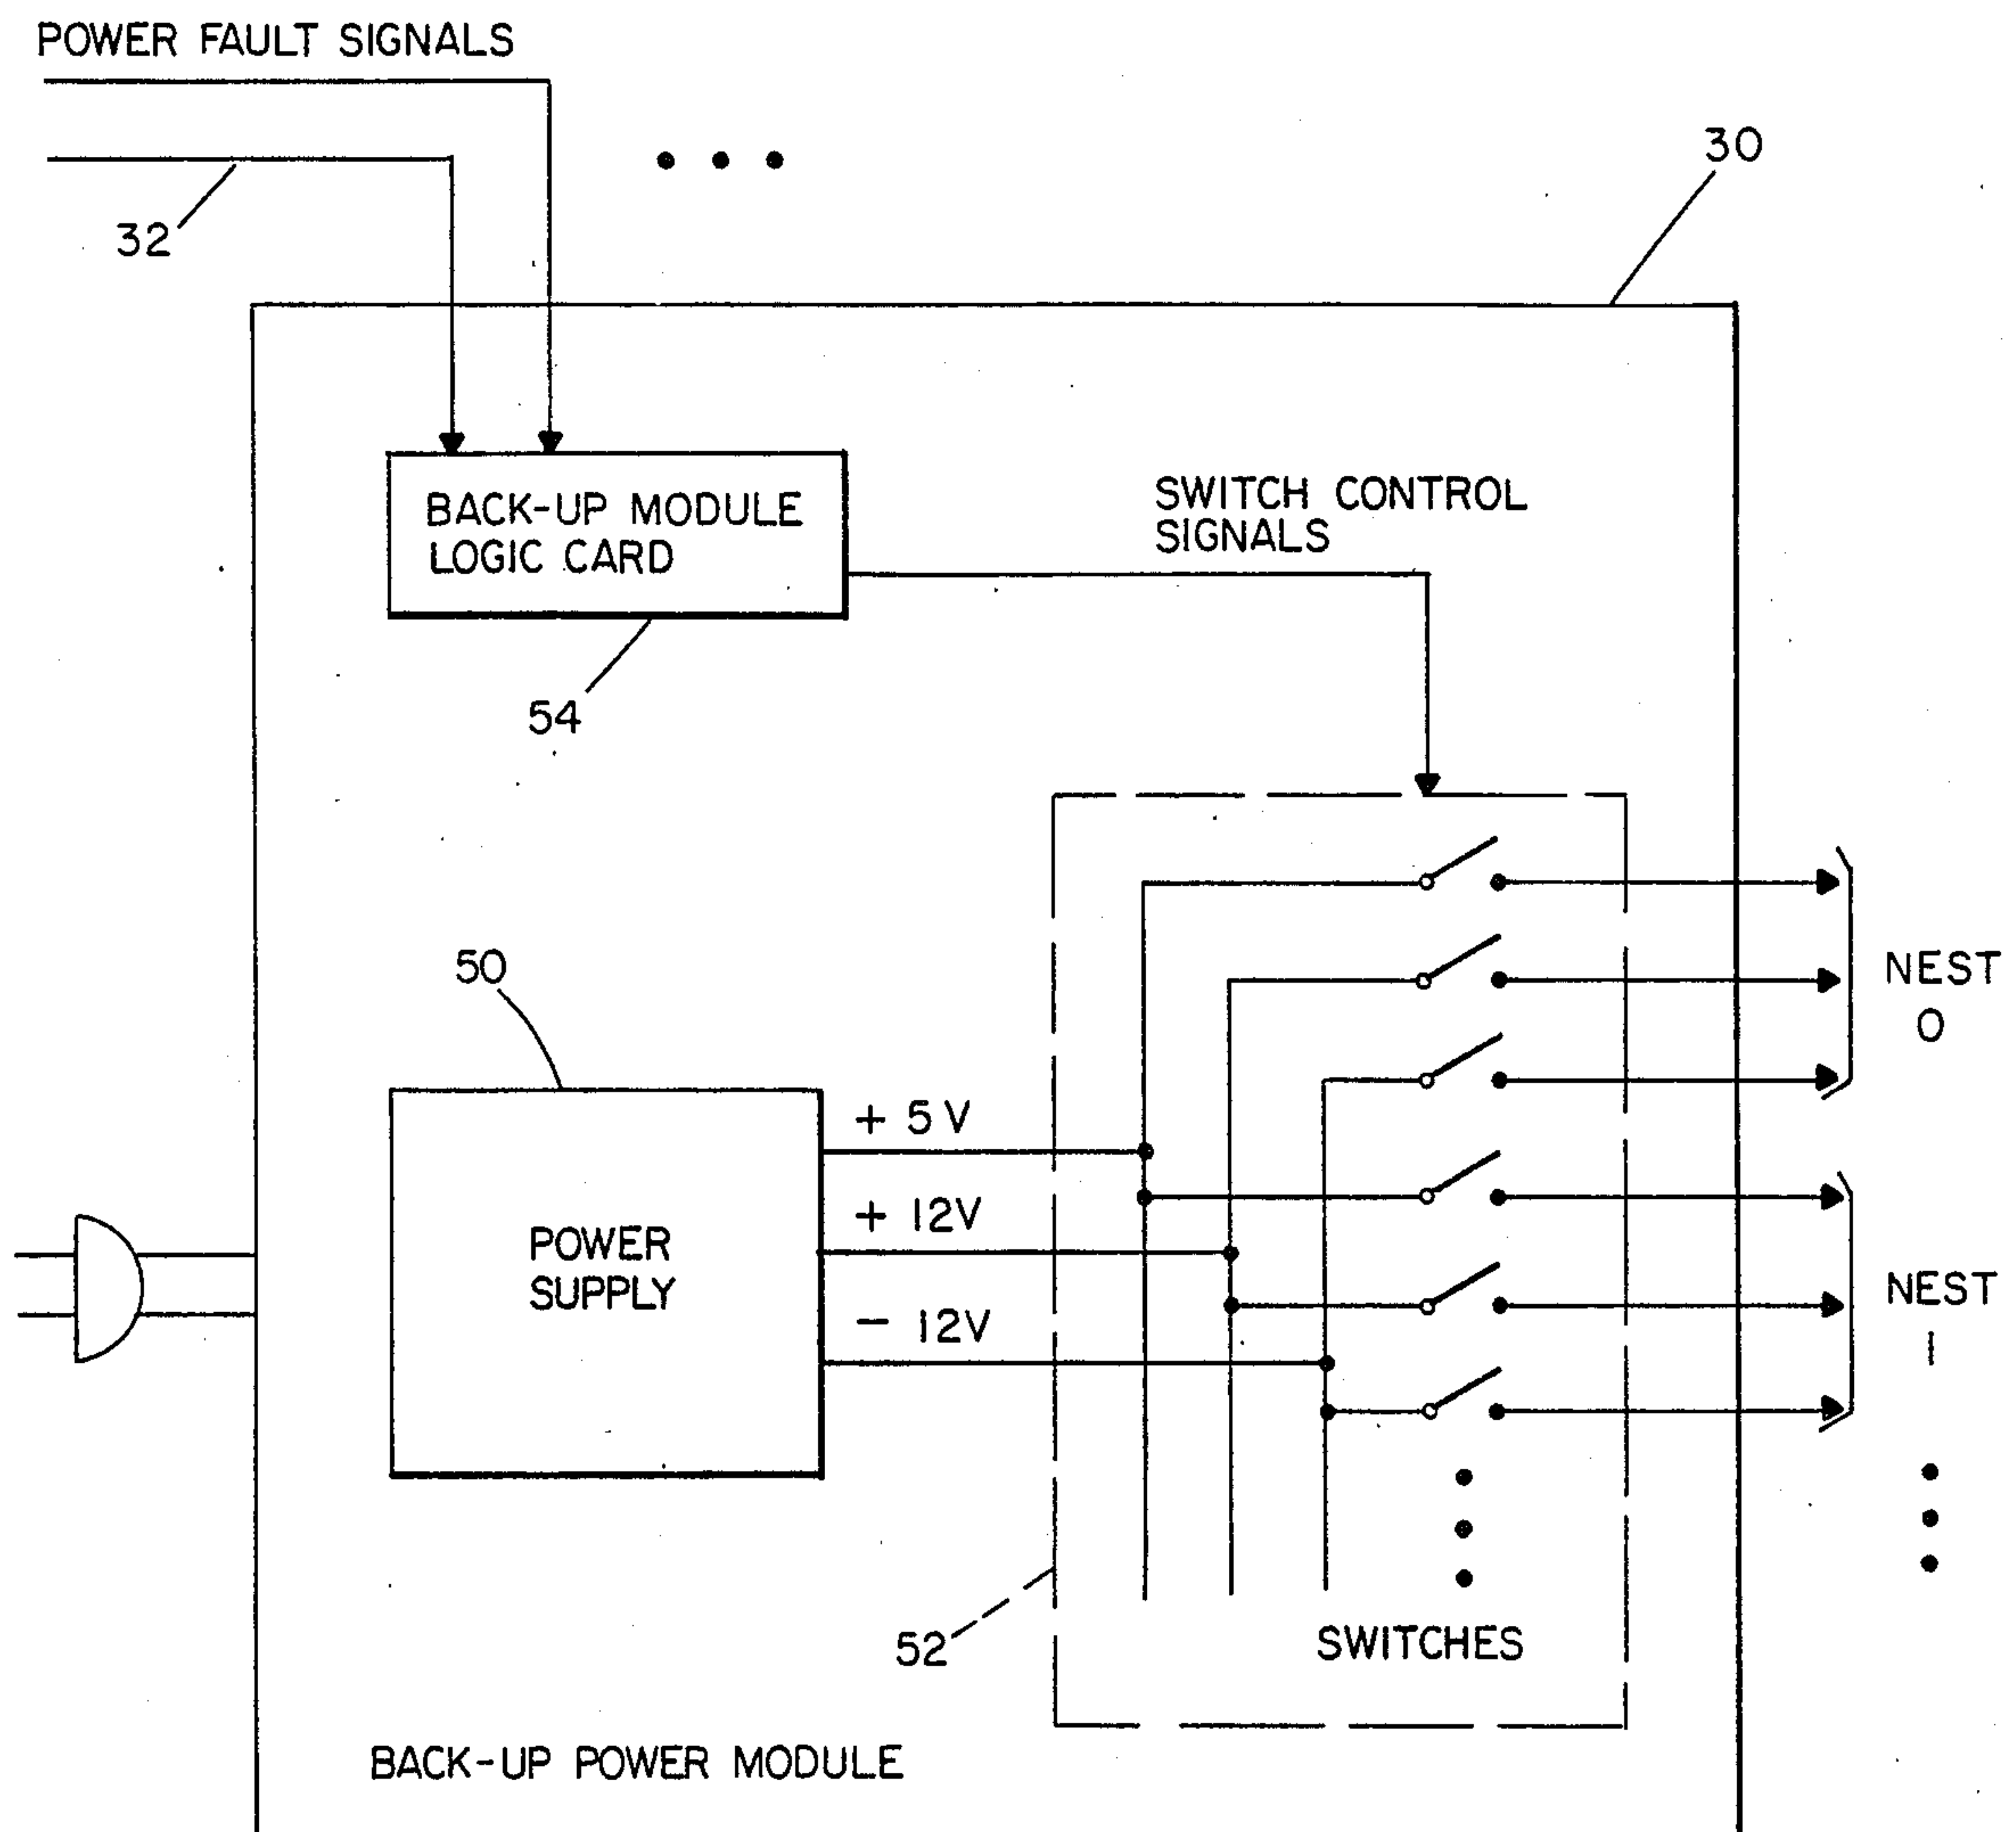 POWER FAULT SIGNALS
30
32
BACK-UP MODULE
LOGIC CARD
SWITCH CONTROL
SIGNALS
54
50
NEST
0
+ 5V
+ 12V
POWER
SUPPLY
- 12V
NEST
1
52
SWITCHES
BACK-UP POWER MODULE